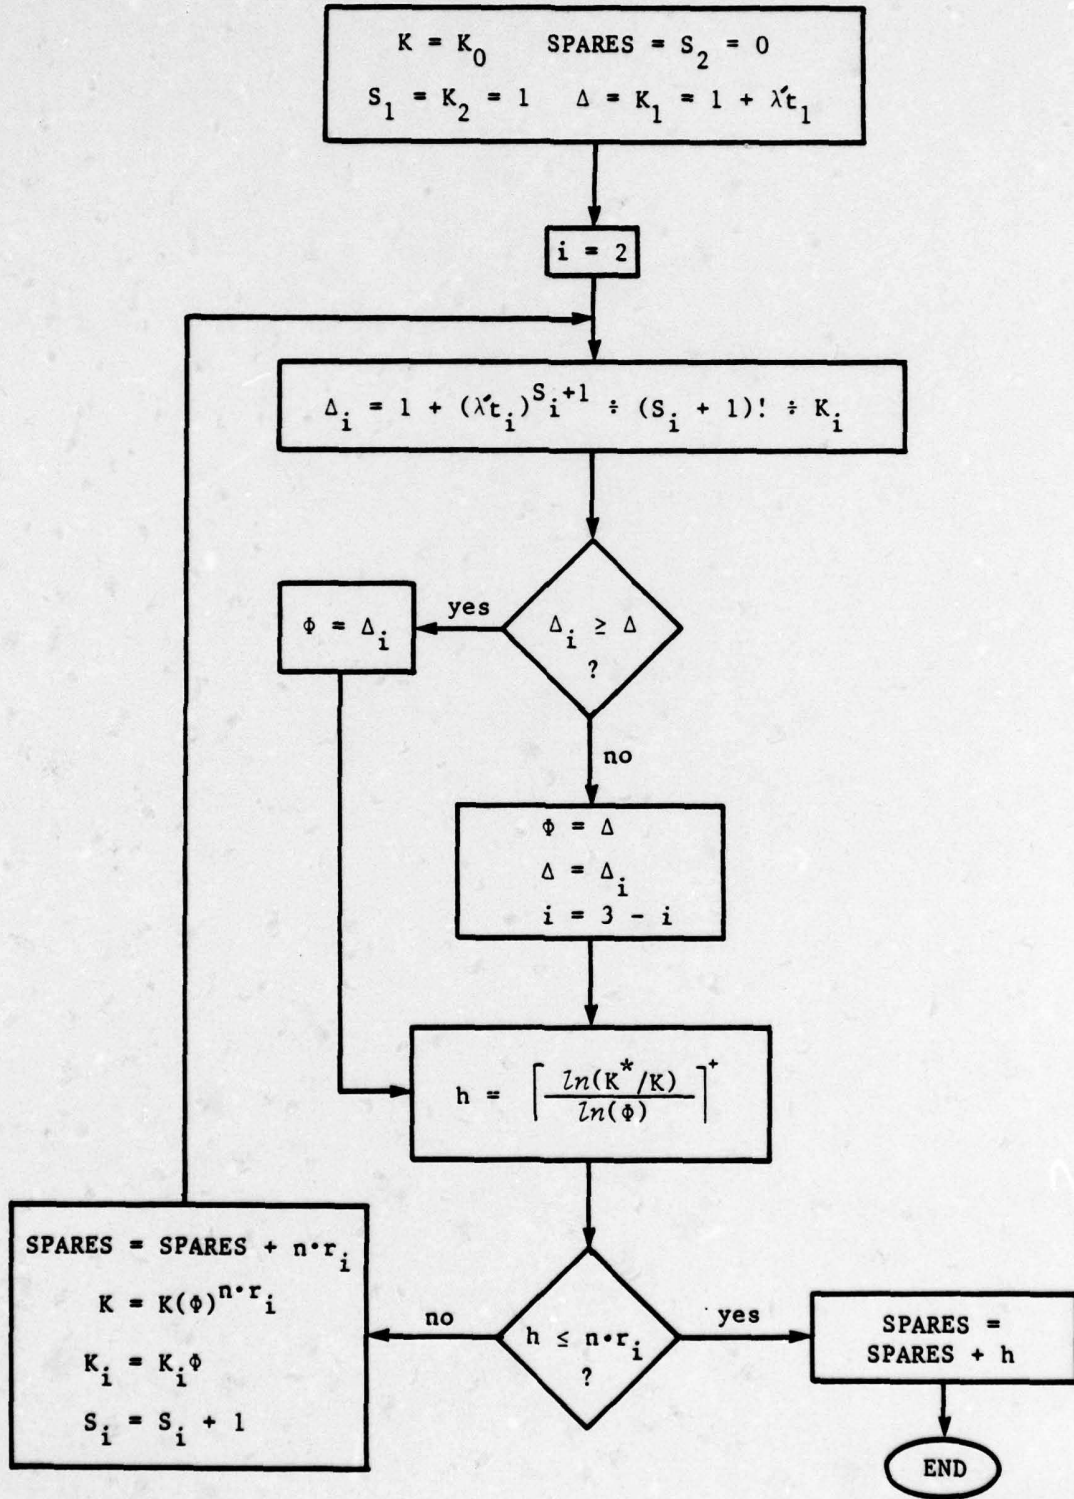 K = K₀ SPARES = S₂ = 0
S₁ = K₂ = 1 Δ = K₁ = 1 + λ't₁
i = 2
Δᵢ = 1 + (λ'tᵢ)^(Sᵢ+1) ÷ (Sᵢ + 1)! ÷ Kᵢ
Δᵢ ≥ Δ
?
yes
Φ = Δᵢ
no
Φ = Δ
Δ = Δᵢ
i = 3 - i
h = ⌈ ln(K*/K) / ln(Φ) ⌉⁺
h ≤ n·rᵢ
?
no
yes
SPARES = SPARES + n·rᵢ
K = K(Φ)^(n·rᵢ)
Kᵢ = KᵢΦ
Sᵢ = Sᵢ + 1
SPARES =
SPARES + h
END